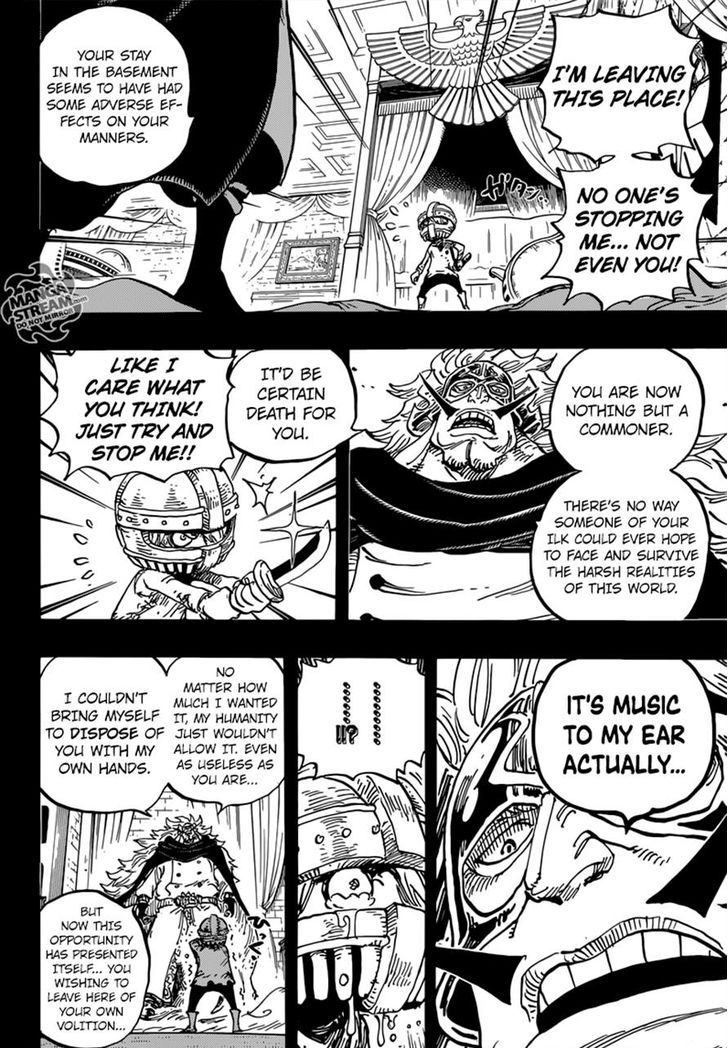 I'M LEAVING
THIS PLACE!
NO ONE'S
STOPPING
ME... NOT
EVEN YOU!
YOUR STAY
IN THE BASEMENT
SEEMS TO HAVE HAD
SOME ADVERSE EF-
FECTS ON YOUR
MANNERS.
MANGA
STREAM.com
DO NOT MIRROR
YOU ARE NOW
NOTHING BUT A
COMMONER.
THERE'S NO WAY
SOMEONE OF YOUR
ILK COULD EVER HOPE
TO FACE AND SURVIVE
THE HARSH REALITIES
OF THIS WORLD.
IT'D BE
CERTAIN
DEATH FOR
YOU.
LIKE I
CARE WHAT
YOU THINK!
JUST TRY AND
STOP ME!!
IT'S MUSIC
TO MY EAR
ACTUALLY...
!!?
NO
MATTER HOW
MUCH I WANTED
IT, MY HUMANITY
JUST WOULDN'T
ALLOW IT. EVEN
AS USELESS AS
YOU ARE...
I COULDN'T
BRING MYSELF
TO DISPOSE OF
YOU WITH MY
OWN HANDS.
BUT
NOW THIS
OPPORTUNITY
HAS PRESENTED
ITSELF... YOU
WISHING TO
LEAVE HERE OF
YOUR OWN
VOLITION...